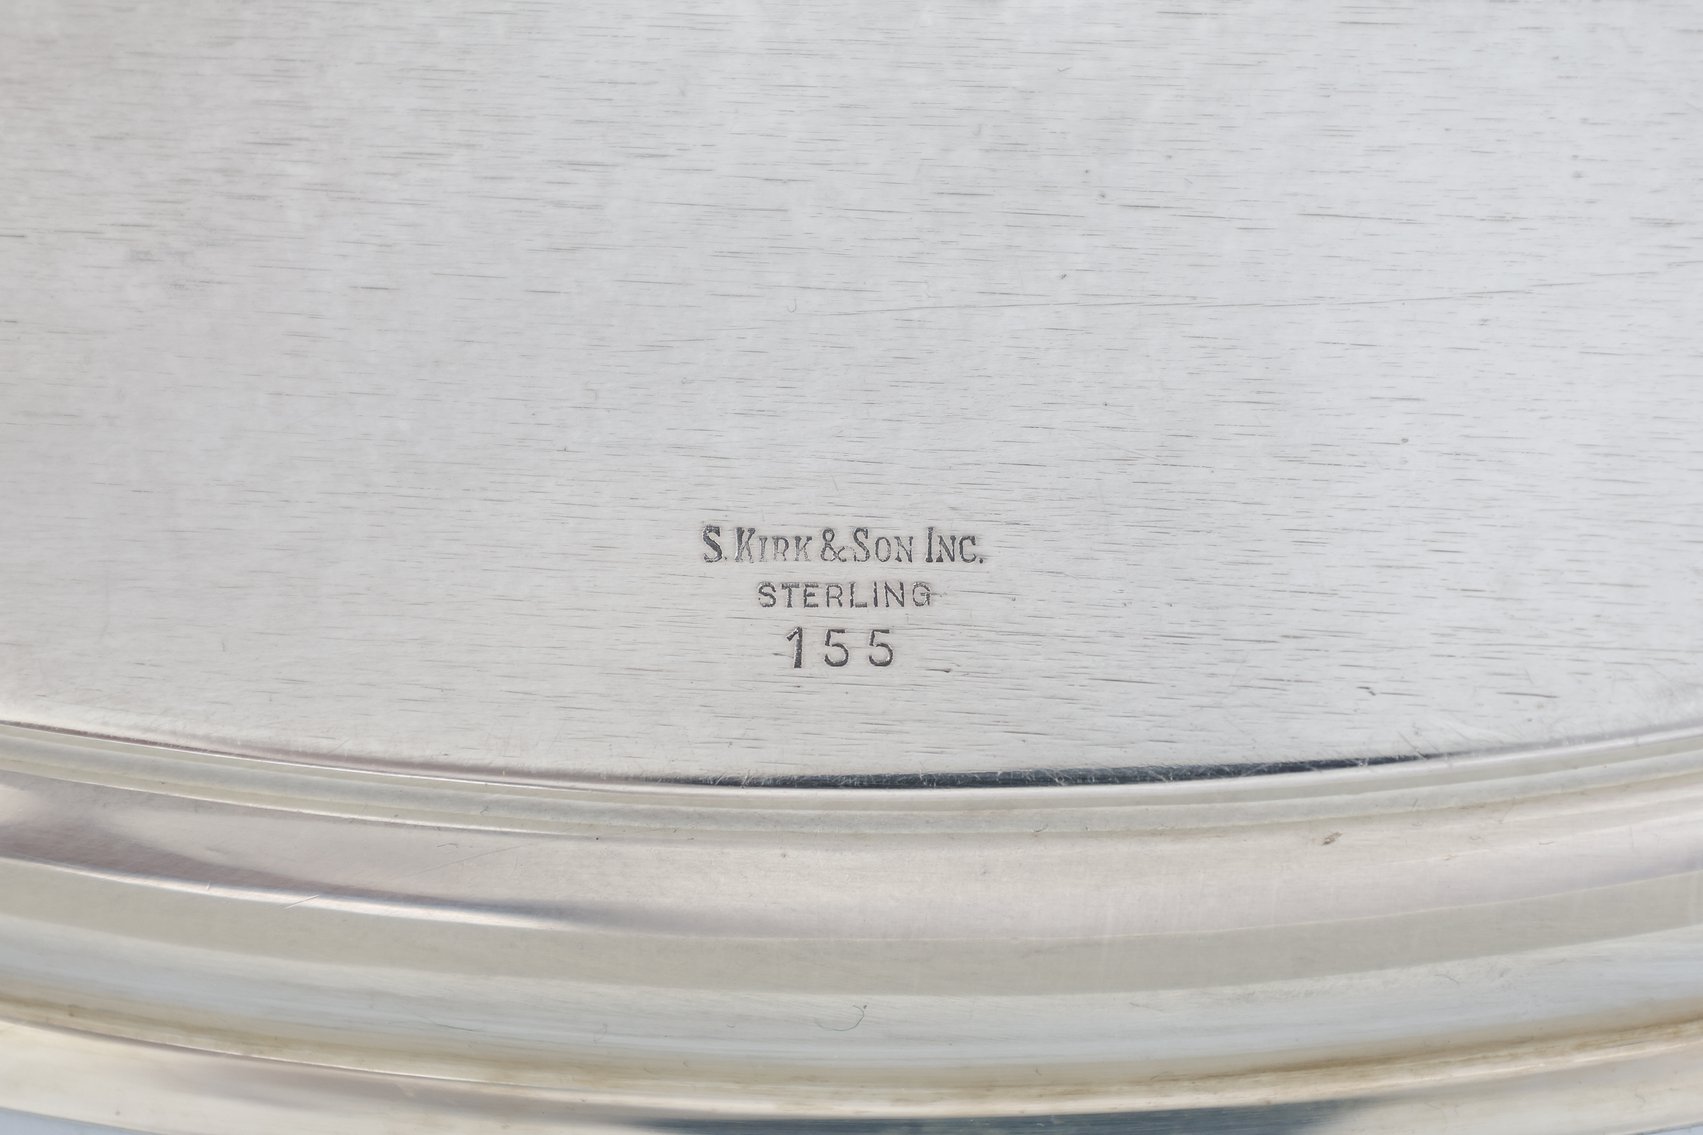 S. KIRK & SON INC.
STERLING
155